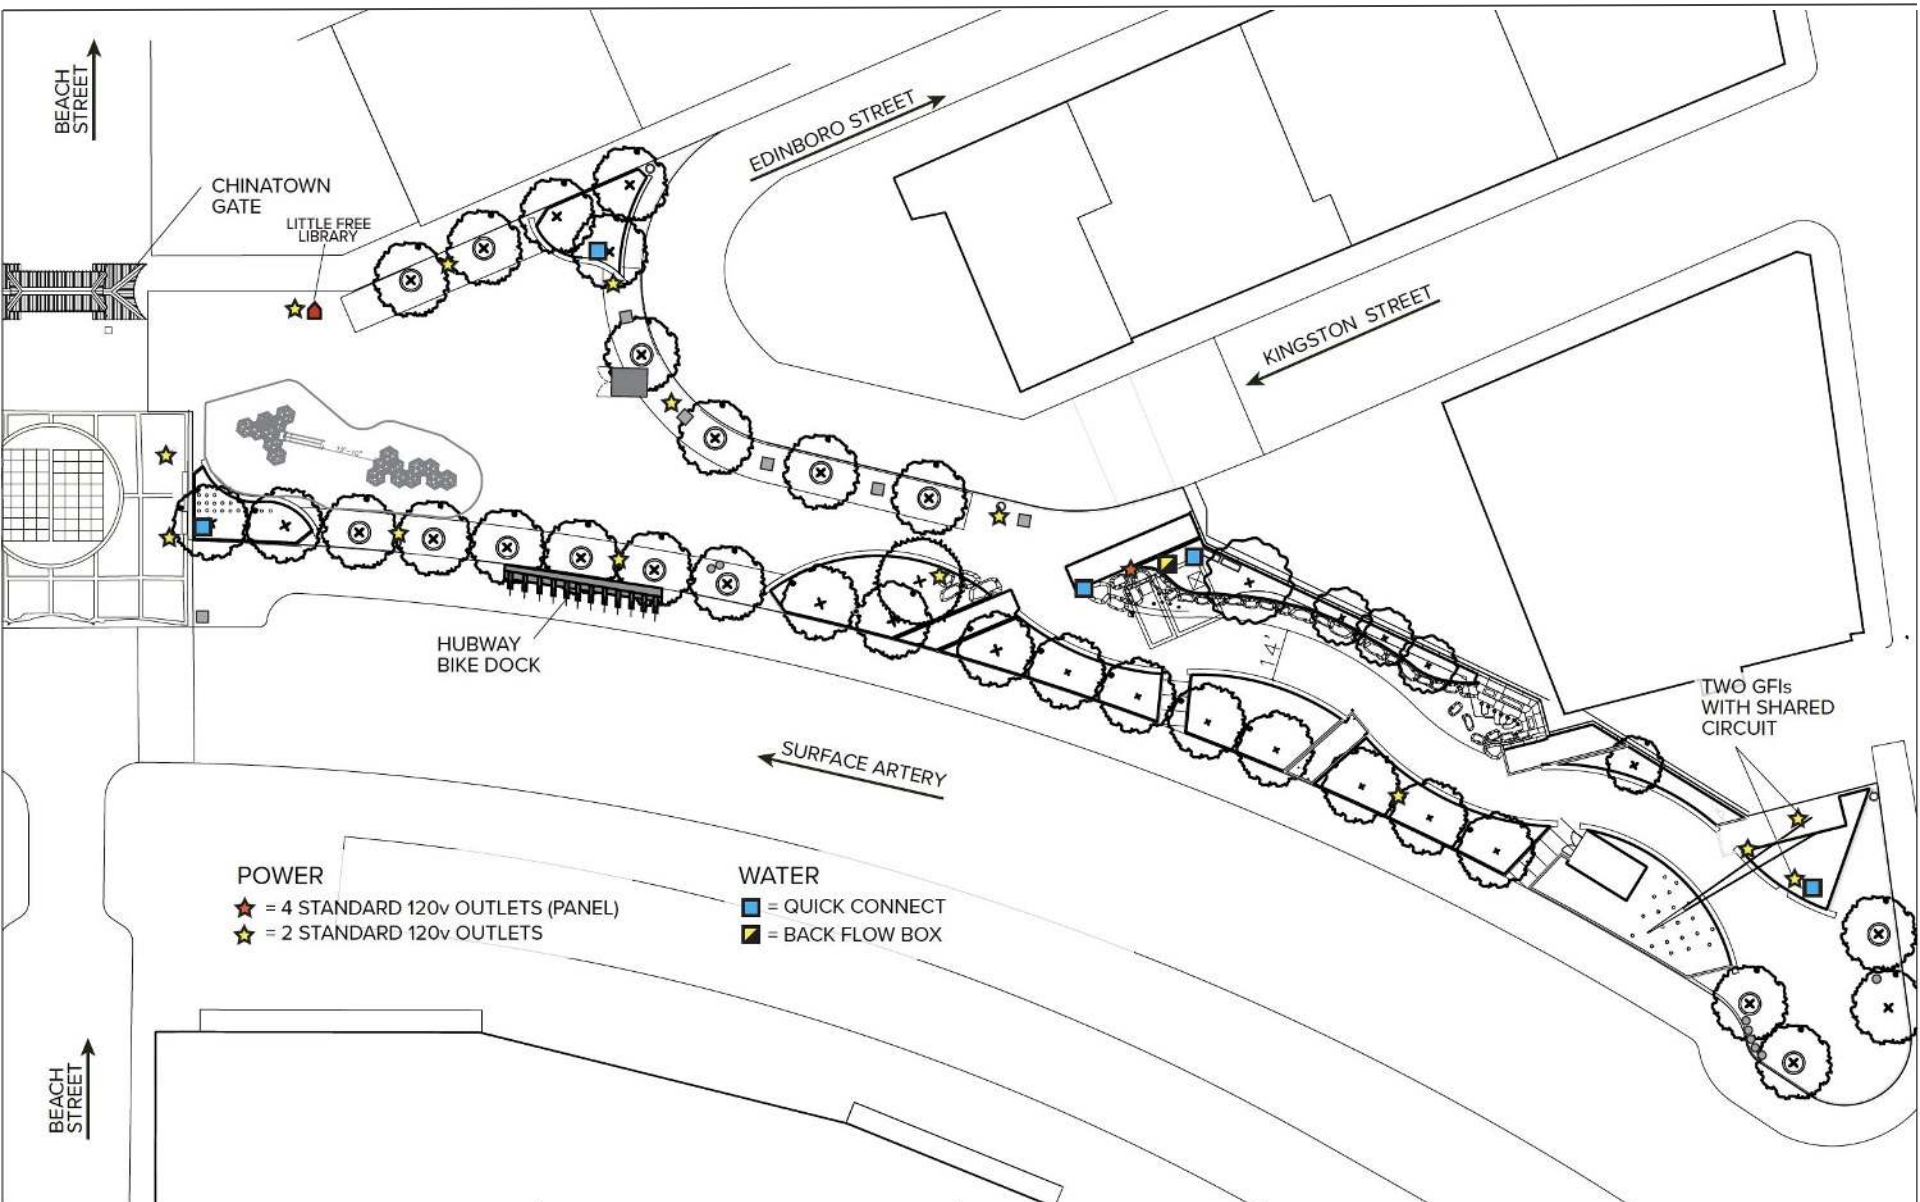 BEACH
STREET
EDINBORO STREET
CHINATOWN
GATE
LITTLE FREE
LIBRARY
KINGSTON STREET
HUBWAY
BIKE DOCK
14'
TWO GFIs
WITH SHARED
CIRCUIT
SURFACE ARTERY
POWER
= 4 STANDARD 120v OUTLETS (PANEL)
= 2 STANDARD 120v OUTLETS
WATER
= QUICK CONNECT
= BACK FLOW BOX
BEACH
STREET